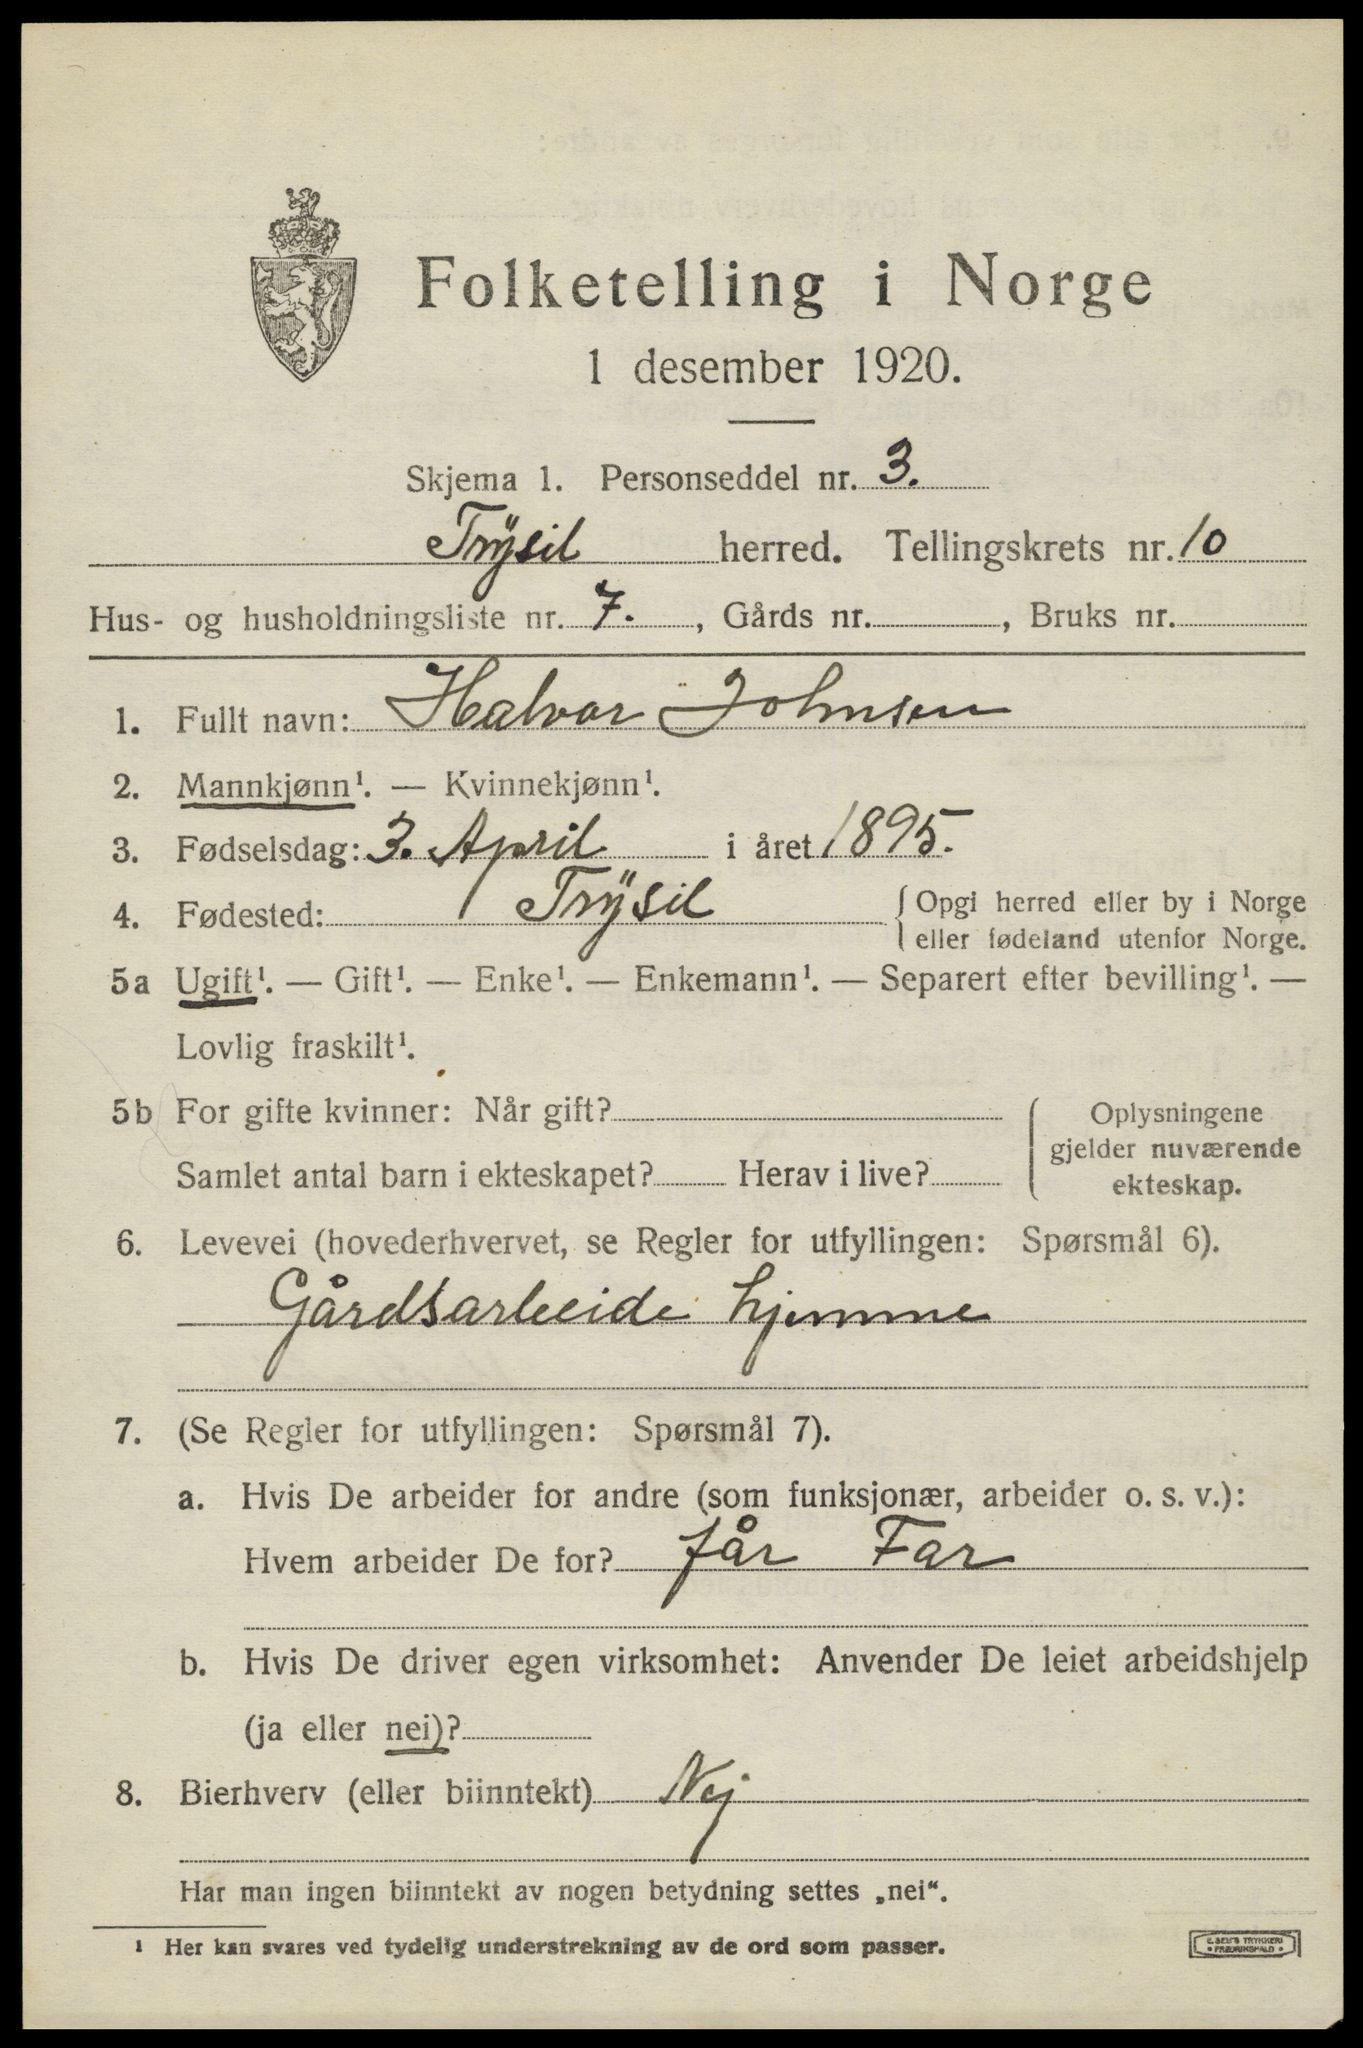 Folketelling i Norge
1 desember 1920.
Skjema 1. Personseddel nr. 3.
Trÿsil herred. Tellingskrets nr. 10
Hus- og husholdningsliste nr. 7. , Gårds nr. , Bruks nr.
1. Fullt navn: Halvor Johnsen
2. Mannkjønn¹. — Kvinnekjønn¹.
3. Fødselsdag: 3. April i året 1895.
4. Fødested: Trÿsil { Opgi herred eller by i Norge
eller fødeland utenfor Norge.
5a Ugift¹. — Gift¹. — Enke¹. — Enkemann¹. — Separert efter bevilling¹. —
Lovlig fraskilt¹.
5b For gifte kvinner: Når gift? { Oplysningene
gjelder nuværende
Samlet antal barn i ekteskapet? Herav i live? ekteskap.
6. Levevei (hovederhvervet, se Regler for utfyllingen: Spørsmål 6).
Gårdsarbeide hjemme
7. (Se Regler for utfyllingen: Spørsmål 7).
a. Hvis De arbeider for andre (som funksjonær, arbeider o. s. v.):
Hvem arbeider De for? får Far
b. Hvis De driver egen virksomhet: Anvender De leiet arbeidshjelp
(ja eller nei)?
8. Bierhverv (eller biinntekt) Nej
Har man ingen biinntekt av nogen betydning settes „nei".
¹ Her kan svares ved tydelig understrekning av de ord som passer.
E. SEMS TRYKKERI
• FREDRIKSHALD •